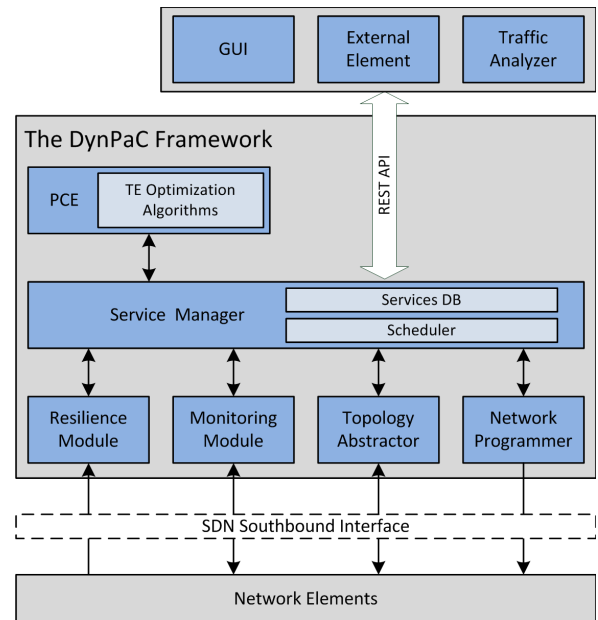 GUI
External
Element
Traffic
Analyzer
The DynPaC Framework
REST API
PCE
TE Optimization
Algorithms
Service Manager
Services DB
Scheduler
Resilience
Module
Monitoring
Module
Topology
Abstractor
Network
Programmer
SDN Southbound Interface
Network Elements